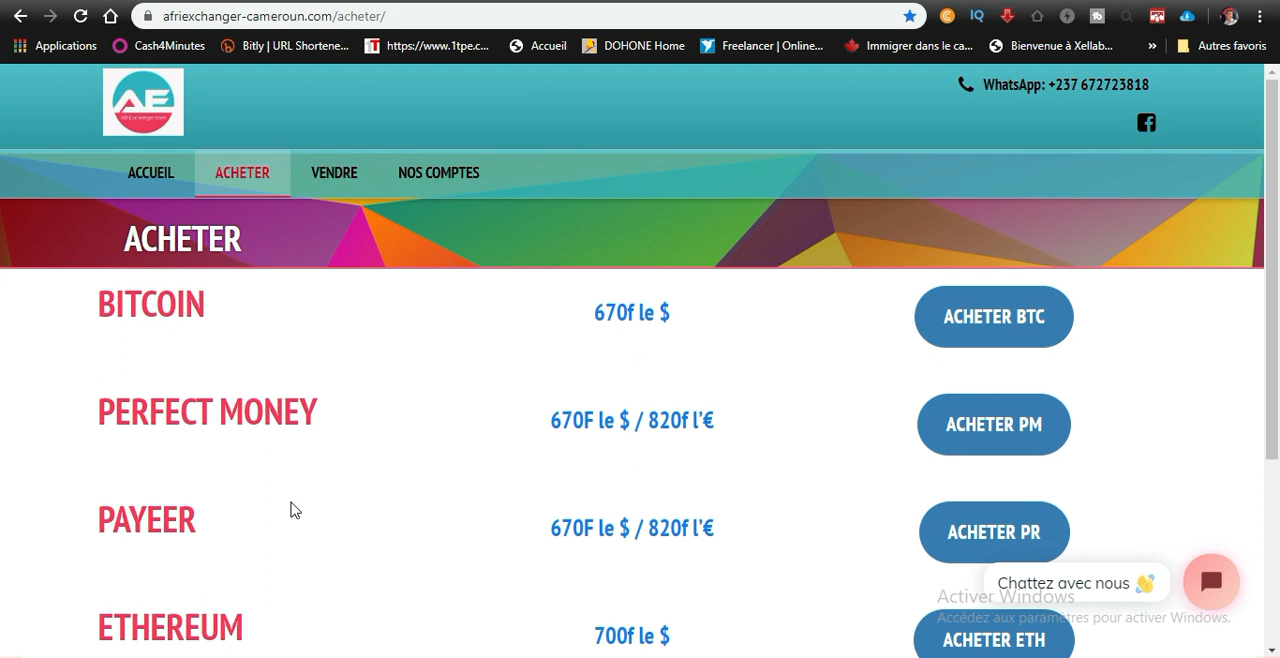 afriexchanger-cameroun.com/acheter/
Applications
Cash4Minutes
Bitly | URL Shortene...
https://www.1tpe.c...
Accueil
DOHONE Home
Freelancer | Online...
Immigrer dans le ca...
Bienvenue à Xellab...
»
Autres favoris
AE
WhatsApp: +237 672723818
ACCUEIL
ACHETER
VENDRE
NOS COMPTES
ACHETER
BITCOIN
670f le $
ACHETER BTC
PERFECT MONEY
670F le $ / 820f l'€
ACHETER PM
PAYEER
670F le $ / 820f l'€
ACHETER PR
Chattez avec nous 👋
Activer Windows
Accédez aux paramètres pour activer Windows.
ETHEREUM
700f le $
ACHETER ETH